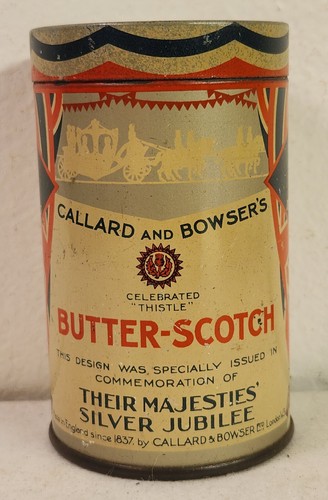 CALLARD AND BOWSER'S
CELEBRATED
"THISTLE"
BUTTER-SCOTCH
THIS DESIGN WAS SPECIALLY ISSUED IN
COMMEMORATION OF
THEIR MAJESTIES'
SILVER JUBILEE
in England since 1837. by CALLARD & BOWSER LTD London